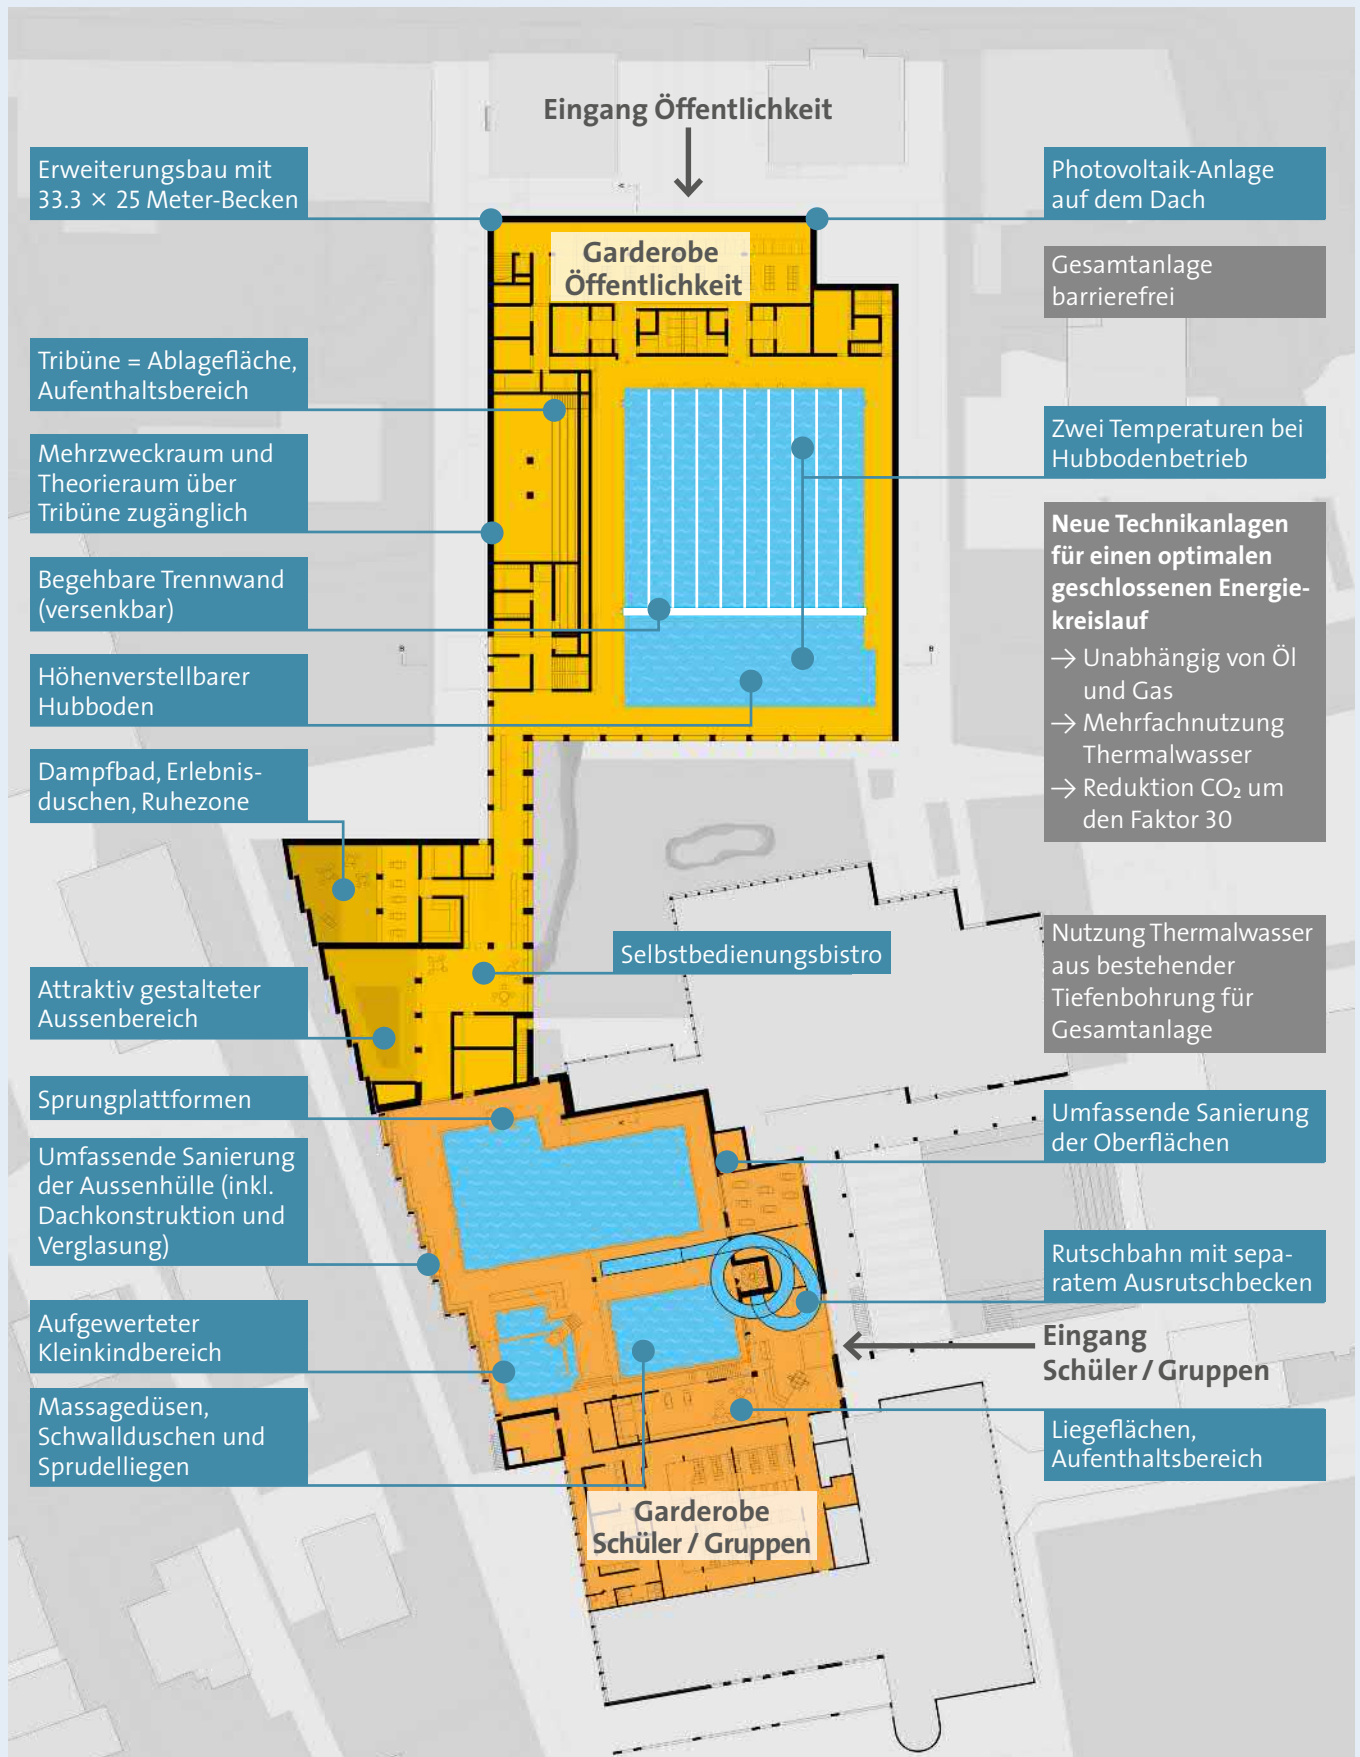 Eingang Öffentlichkeit
Erweiterungsbau mit
33.3 × 25 Meter-Becken
Photovoltaik-Anlage
auf dem Dach
Garderobe
Öffentlichkeit
Gesamtanlage
barrierefrei
Tribüne = Ablagefläche,
Aufenthaltsbereich
Zwei Temperaturen bei
Hubbodenbetrieb
Mehrzweckraum und
Theorieraum über
Tribüne zugänglich
Neue Technikanlagen
für einen optimalen
geschlossenen Energie-
kreislauf
→ Unabhängig von Öl
und Gas
→ Mehrfachnutzung
Thermalwasser
→ Reduktion CO₂ um
den Faktor 30
Begehbare Trennwand
(versenkbar)
Höhenverstellbarer
Hubboden
Dampfbad, Erlebnis-
duschen, Ruhezone
Selbstbedienungsbistro
Nutzung Thermalwasser
aus bestehender
Tiefenbohrung für
Gesamtanlage
Attraktiv gestalteter
Aussenbereich
Sprungplattformen
Umfassende Sanierung
der Oberflächen
Umfassende Sanierung
der Aussenhülle (inkl.
Dachkonstruktion und
Verglasung)
Rutschbahn mit sepa-
ratem Ausrutschbecken
Aufgewerteter
Kleinkindbereich
Eingang
Schüler / Gruppen
Massagedüsen,
Schwallduschen und
Sprudelliegen
Liegeflächen,
Aufenthaltsbereich
Garderobe
Schüler / Gruppen